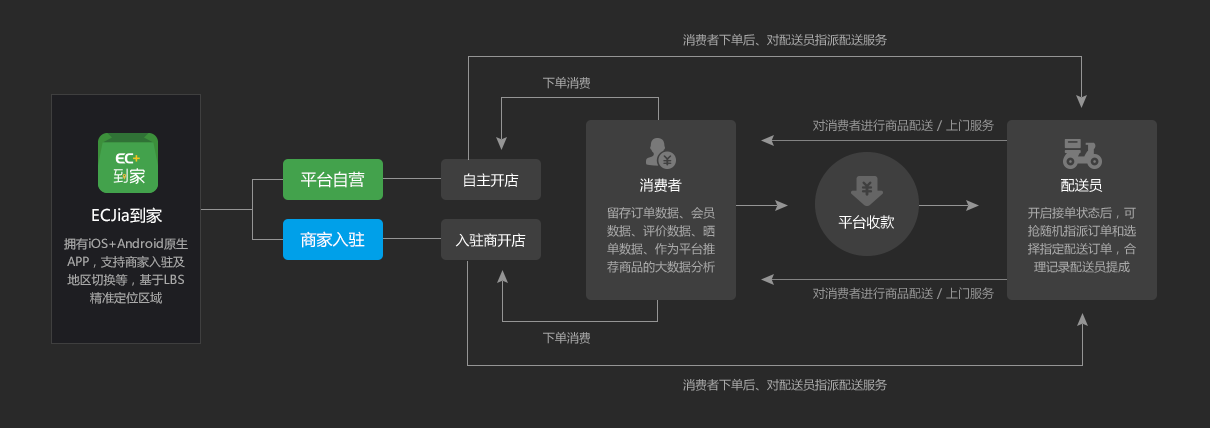 消费者下单后、对配送员指派配送服务
下单消费
EC+
到家
ECJia到家
拥有iOS+Android原生
APP，支持商家入驻及
地区切换等，基于LBS
精准定位区域
平台自营
商家入驻
自主开店
入驻商开店
消费者
留存订单数据、会员
数据、评价数据、晒
单数据、作为平台推
荐商品的大数据分析
对消费者进行商品配送 / 上门服务
¥
平台收款
对消费者进行商品配送 / 上门服务
配送员
开启接单状态后，可
抢随机指派订单和选
择指定配送订单，合
理记录配送员提成
下单消费
消费者下单后、对配送员指派配送服务